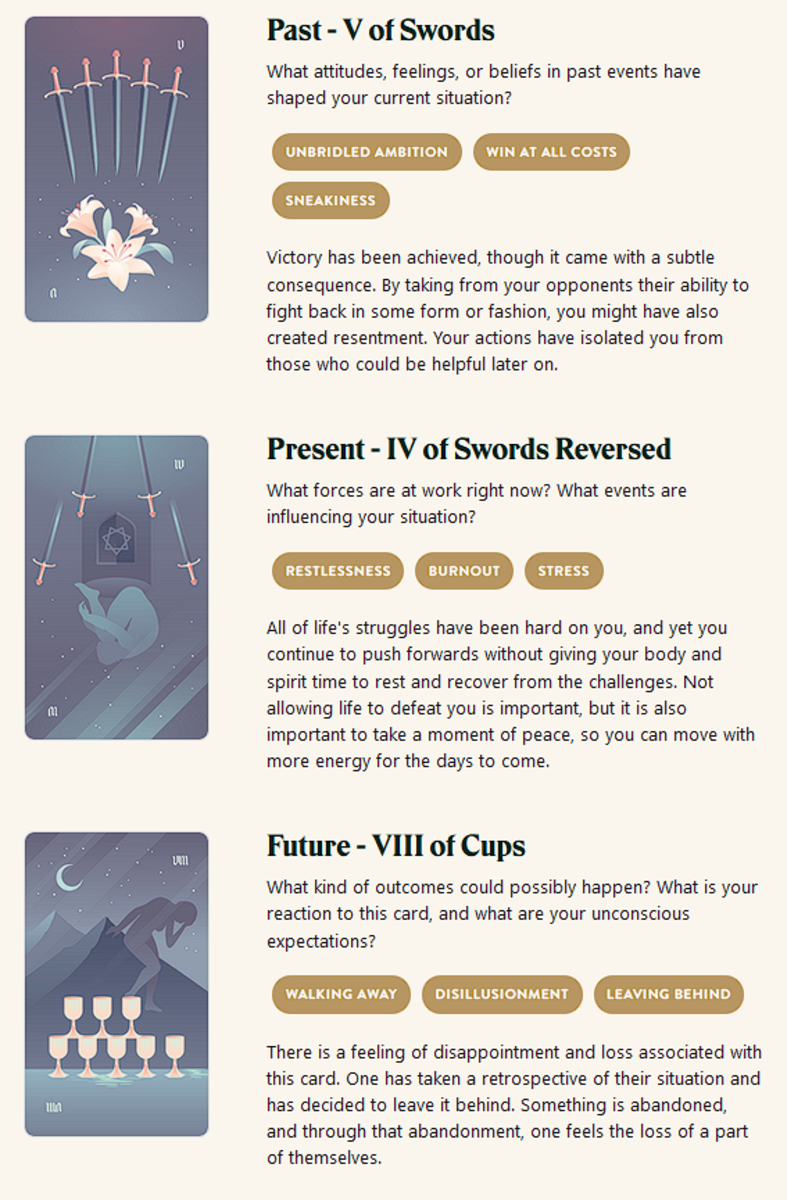 V
Past - V of Swords
What attitudes, feelings, or beliefs in past events have
shaped your current situation?
UNBRIDLED AMBITION
WIN AT ALL COSTS
SNEAKINESS
Victory has been achieved, though it came with a subtle
consequence. By taking from your opponents their ability to
fight back in some form or fashion, you might have also
created resentment. Your actions have isolated you from
those who could be helpful later on.
V
IV
Present - IV of Swords Reversed
What forces are at work right now? What events are
influencing your situation?
RESTLESSNESS
BURNOUT
STRESS
All of life's struggles have been hard on you, and yet you
continue to push forwards without giving your body and
spirit time to rest and recover from the challenges. Not
allowing life to defeat you is important, but it is also
important to take a moment of peace, so you can move with
more energy for the days to come.
IV
VIII
Future - VIII of Cups
What kind of outcomes could possibly happen? What is your
reaction to this card, and what are your unconscious
expectations?
WALKING AWAY
DISILLUSIONMENT
LEAVING BEHIND
There is a feeling of disappointment and loss associated with
this card. One has taken a retrospective of their situation and
has decided to leave it behind. Something is abandoned,
and through that abandonment, one feels the loss of a part
of themselves.
VIII